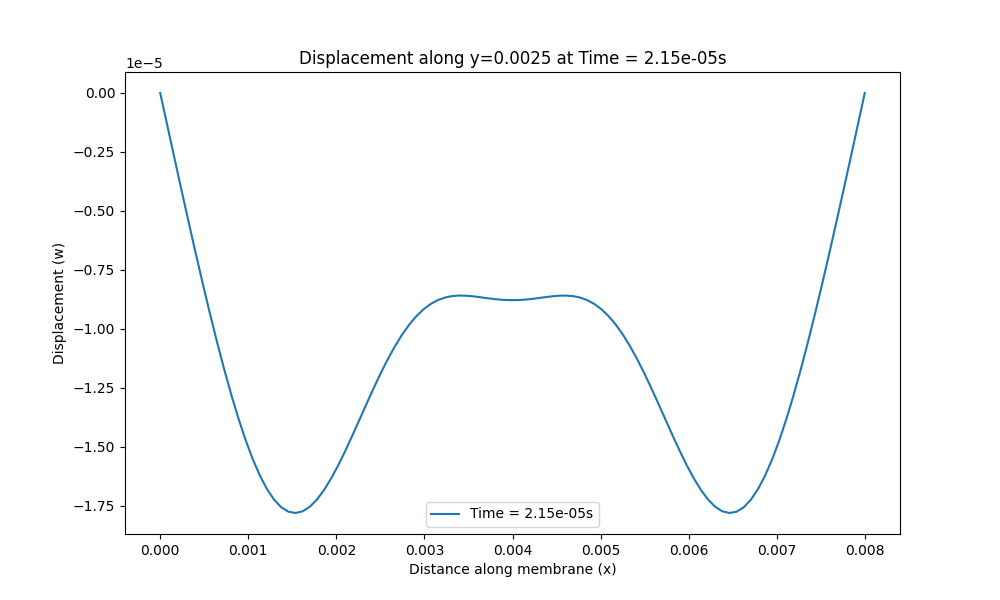 Displacement along y=0.0025 at Time = 2.15e-05s
1e−5
0.00
−0.25
−0.50
−0.75
−1.00
−1.25
−1.50
−1.75
Displacement (w)
Time = 2.15e-05s
0.000 0.001 0.002 0.003 0.004 0.005 0.006 0.007 0.008
Distance along membrane (x)